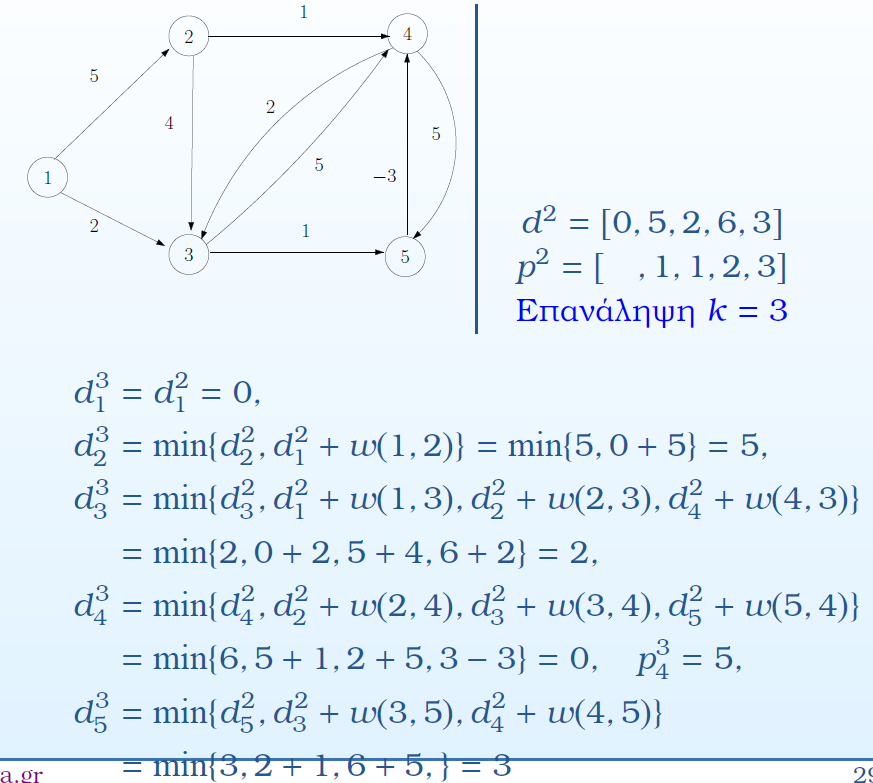 1
2
4
5
4
2
5
5
1
−3
2
1
3
5
d² = [0, 5, 2, 6, 3]
p² = [ , 1, 1, 2, 3]
Επανάληψη k = 3
d₁³ = d₁² = 0,
d₂³ = min{d₂², d₁² + w(1, 2)} = min{5, 0 + 5} = 5,
d₃³ = min{d₃², d₁² + w(1, 3), d₂² + w(2, 3), d₄² + w(4, 3)}
= min{2, 0 + 2, 5 + 4, 6 + 2} = 2,
d₄³ = min{d₄², d₂² + w(2, 4), d₃² + w(3, 4), d₅² + w(5, 4)}
= min{6, 5 + 1, 2 + 5, 3 − 3} = 0, p₄³ = 5,
d₅³ = min{d₅², d₃² + w(3, 5), d₄² + w(4, 5)}
= min{3, 2 + 1, 6 + 5, } = 3
a.gr 29